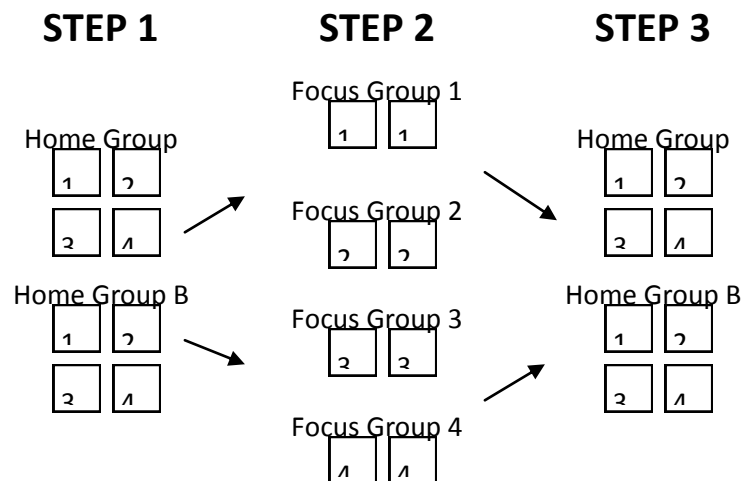 STEP 1
Home Group
1 2
3 4
Home Group B
1 2
3 4
STEP 2
Focus Group 1
1 1
Focus Group 2
2 2
Focus Group 3
3 3
Focus Group 4
4 4
STEP 3
Home Group
1 2
3 4
Home Group B
1 2
3 4